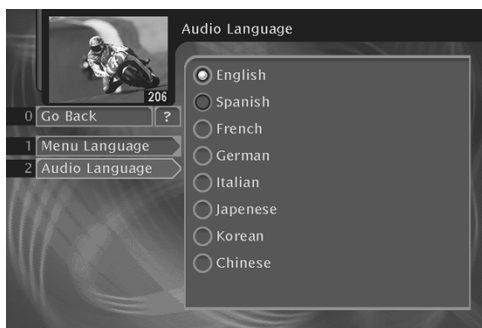 Audio Language
206
0 Go Back ?
1 Menu Language
2 Audio Language
English
Spanish
French
German
Italian
Japenese
Korean
Chinese